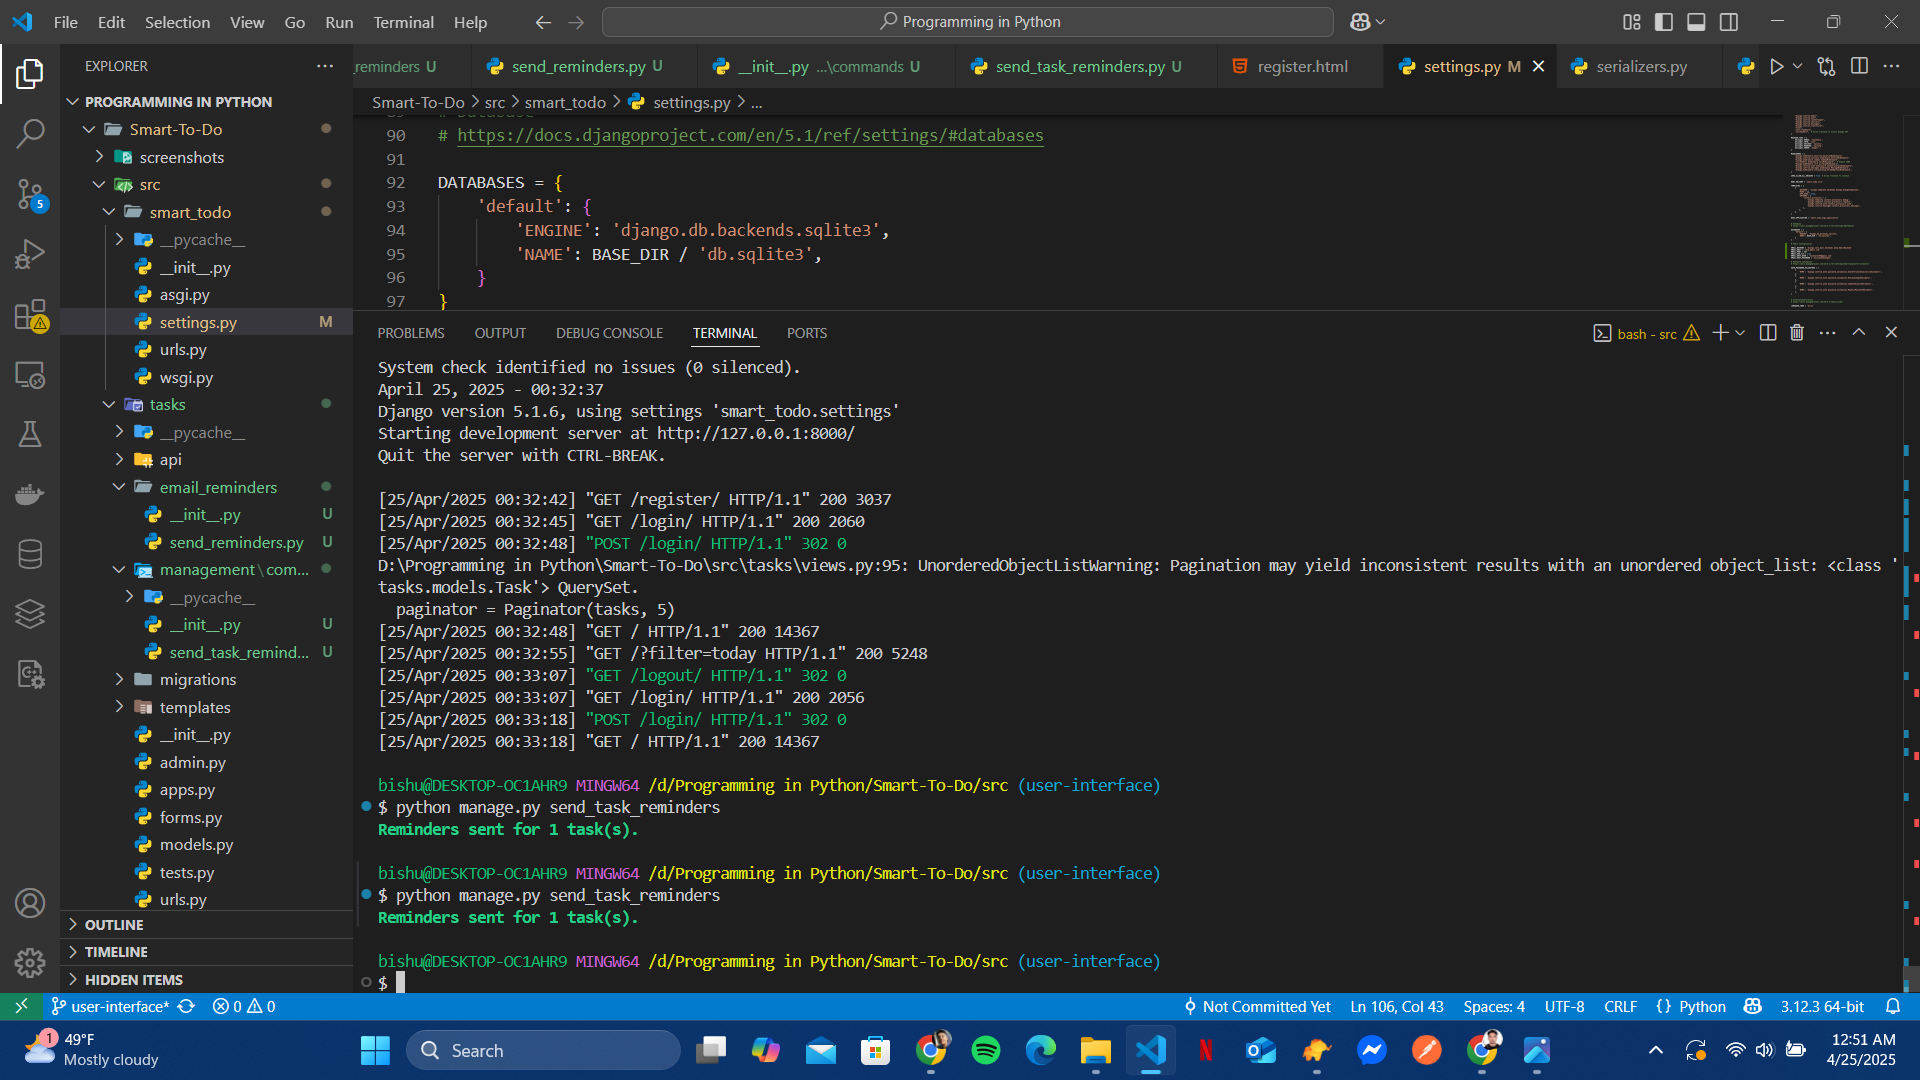 File Edit Selection View Go Run Terminal Help
Programming in Python
EXPLORER
PROGRAMMING IN PYTHON
Smart-To-Do
screenshots
src
smart_todo
__pycache__
__init__.py
asgi.py
settings.py M
urls.py
wsgi.py
tasks
__pycache__
api
email_reminders
__init__.py U
send_reminders.py U
management\com...
__pycache__
__init__.py U
send_task_remind... U
migrations
templates
__init__.py
admin.py
apps.py
forms.py
models.py
tests.py
urls.py
OUTLINE
TIMELINE
HIDDEN ITEMS
_reminders U
send_reminders.py U
__init__.py ...\commands U
send_task_reminders.py U
register.html
settings.py M
serializers.py
Smart-To-Do > src > smart_todo > settings.py > ...
89 # Database
90 # https://docs.djangoproject.com/en/5.1/ref/settings/#databases
91
92 DATABASES = {
93 'default': {
94 'ENGINE': 'django.db.backends.sqlite3',
95 'NAME': BASE_DIR / 'db.sqlite3',
96 }
97 }
PROBLEMS OUTPUT DEBUG CONSOLE TERMINAL PORTS
bash - src
System check identified no issues (0 silenced).
April 25, 2025 - 00:32:37
Django version 5.1.6, using settings 'smart_todo.settings'
Starting development server at http://127.0.0.1:8000/
Quit the server with CTRL-BREAK.
[25/Apr/2025 00:32:42] "GET /register/ HTTP/1.1" 200 3037
[25/Apr/2025 00:32:45] "GET /login/ HTTP/1.1" 200 2060
[25/Apr/2025 00:32:48] "POST /login/ HTTP/1.1" 302 0
D:\Programming in Python\Smart-To-Do\src\tasks\views.py:95: UnorderedObjectListWarning: Pagination may yield inconsistent results with an unordered object_list: <class '
tasks.models.Task'> QuerySet.
paginator = Paginator(tasks, 5)
[25/Apr/2025 00:32:48] "GET / HTTP/1.1" 200 14367
[25/Apr/2025 00:32:55] "GET /?filter=today HTTP/1.1" 200 5248
[25/Apr/2025 00:33:07] "GET /logout/ HTTP/1.1" 302 0
[25/Apr/2025 00:33:07] "GET /login/ HTTP/1.1" 200 2056
[25/Apr/2025 00:33:18] "POST /login/ HTTP/1.1" 302 0
[25/Apr/2025 00:33:18] "GET / HTTP/1.1" 200 14367
bishu@DESKTOP-OC1AHR9 MINGW64 /d/Programming in Python/Smart-To-Do/src (user-interface)
$ python manage.py send_task_reminders
Reminders sent for 1 task(s).
bishu@DESKTOP-OC1AHR9 MINGW64 /d/Programming in Python/Smart-To-Do/src (user-interface)
$ python manage.py send_task_reminders
Reminders sent for 1 task(s).
bishu@DESKTOP-OC1AHR9 MINGW64 /d/Programming in Python/Smart-To-Do/src (user-interface)
$
user-interface* 0 0
Not Committed Yet Ln 106, Col 43 Spaces: 4 UTF-8 CRLF {} Python 3.12.3 64-bit
5
1
49°F
Mostly cloudy
Search
12:51 AM
4/25/2025